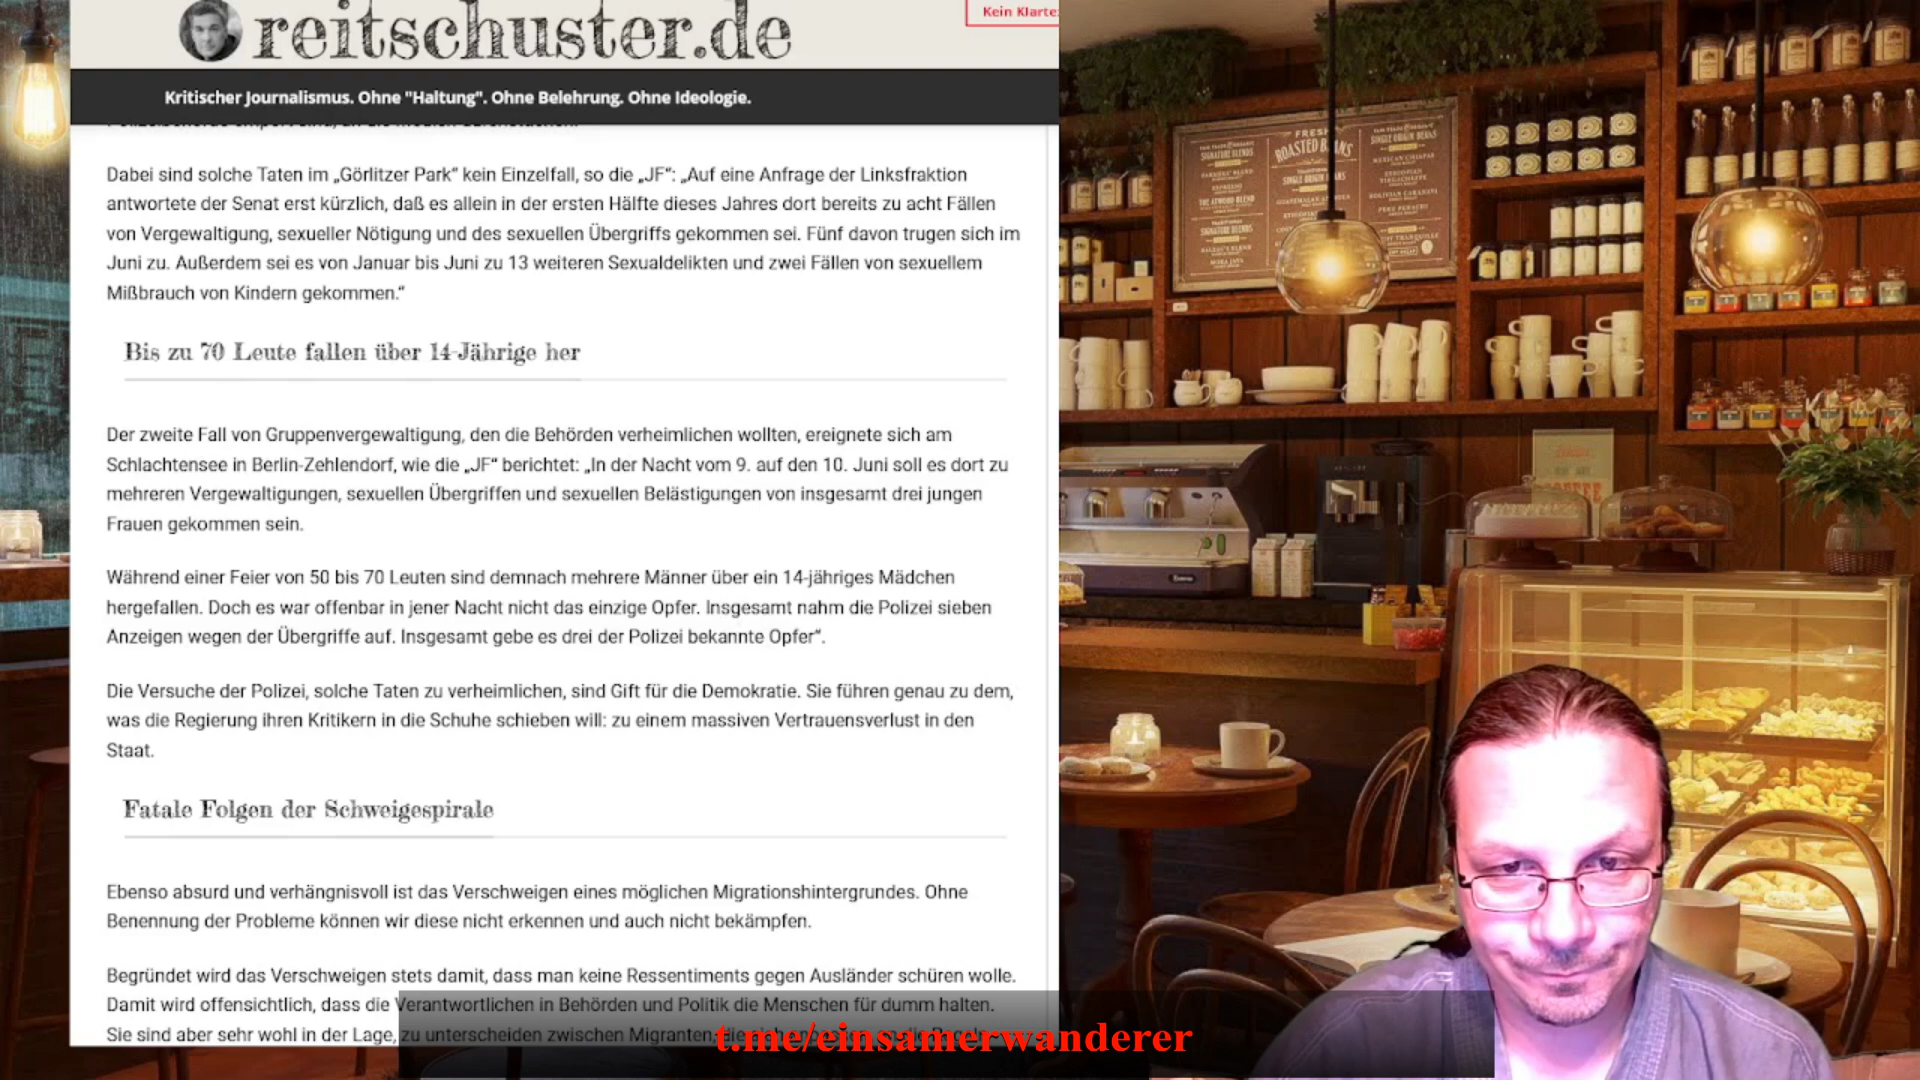 reitschuster.de
Kein Klarte
Kritischer Journalismus. Ohne "Haltung". Ohne Belehrung. Ohne Ideologie.
Dabei sind solche Taten im „Görlitzer Park“ kein Einzelfall, so die „JF“: „Auf eine Anfrage der Linksfraktion
antwortete der Senat erst kürzlich, daß es allein in der ersten Hälfte dieses Jahres dort bereits zu acht Fällen
von Vergewaltigung, sexueller Nötigung und des sexuellen Übergriffs gekommen sei. Fünf davon trugen sich im
Juni zu. Außerdem sei es von Januar bis Juni zu 13 weiteren Sexualdelikten und zwei Fällen von sexuellem
Mißbrauch von Kindern gekommen.“
Bis zu 70 Leute fallen über 14-Jährige her
Der zweite Fall von Gruppenvergewaltigung, den die Behörden verheimlichen wollten, ereignete sich am
Schlachtensee in Berlin-Zehlendorf, wie die „JF“ berichtet: „In der Nacht vom 9. auf den 10. Juni soll es dort zu
mehreren Vergewaltigungen, sexuellen Übergriffen und sexuellen Belästigungen von insgesamt drei jungen
Frauen gekommen sein.
Während einer Feier von 50 bis 70 Leuten sind demnach mehrere Männer über ein 14-jähriges Mädchen
hergefallen. Doch es war offenbar in jener Nacht nicht das einzige Opfer. Insgesamt nahm die Polizei sieben
Anzeigen wegen der Übergriffe auf. Insgesamt gebe es drei der Polizei bekannte Opfer“.
Die Versuche der Polizei, solche Taten zu verheimlichen, sind Gift für die Demokratie. Sie führen genau zu dem,
was die Regierung ihren Kritikern in die Schuhe schieben will: zu einem massiven Vertrauensverlust in den
Staat.
Fatale Folgen der Schweigespirale
Ebenso absurd und verhängnisvoll ist das Verschweigen eines möglichen Migrationshintergrundes. Ohne
Benennung der Probleme können wir diese nicht erkennen und auch nicht bekämpfen.
Begründet wird das Verschweigen stets damit, dass man keine Ressentiments gegen Ausländer schüren wolle.
Damit wird offensichtlich, dass die Verantwortlichen in Behörden und Politik die Menschen für dumm halten.
Sie sind aber sehr wohl in der Lage, zu unterscheiden zwischen Migranten,
t.me/einsamerwanderer
FRESH
ROASTED BEANS
SIGNATURE BLENDS
SINGLE ORIGIN BEANS
COFFEE